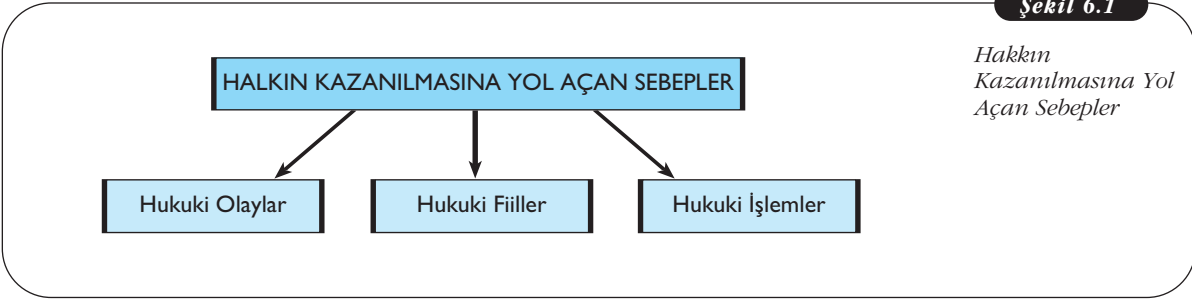 Şekil 6.1
Hakkın
Kazanılmasına Yol
Açan Sebepler
HALKIN KAZANILMASINA YOL AÇAN SEBEPLER
Hukuki Olaylar
Hukuki Fiiller
Hukuki İşlemler